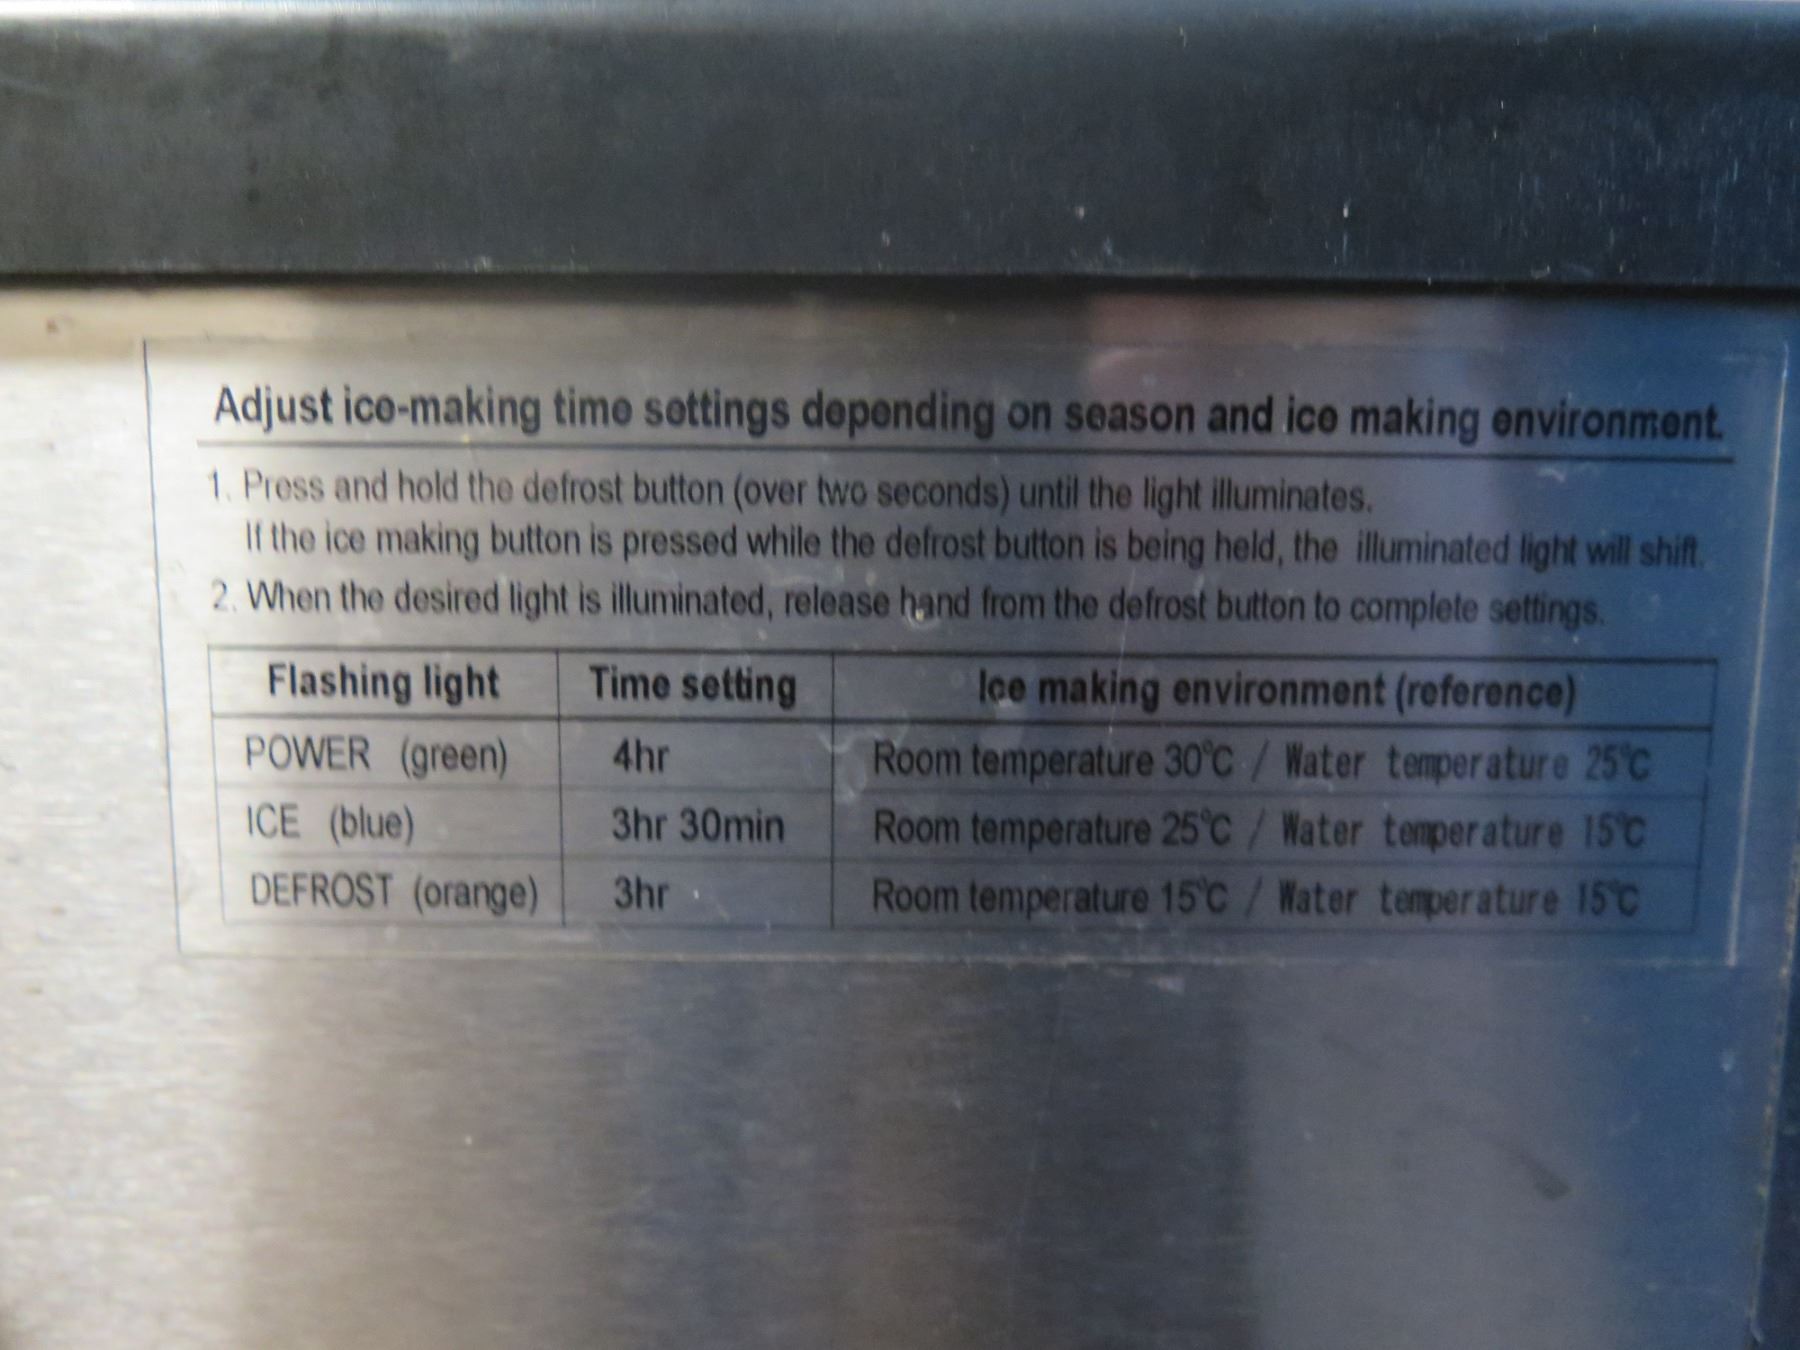 Adjust ice-making time settings depending on season and ice making environment.
1. Press and hold the defrost button (over two seconds) until the light illuminates.
If the ice making button is pressed while the defrost button is being held, the illuminated light will shift.
2. When the desired light is illuminated, release hand from the defrost button to complete settings.
Flashing light Time setting Ice making environment (reference)
POWER (green) 4hr Room temperature 30℃ / Water temperature 25℃
ICE (blue) 3hr 30min Room temperature 25℃ / Water temperature 15℃
DEFROST (orange) 3hr Room temperature 15℃ / Water temperature 15℃